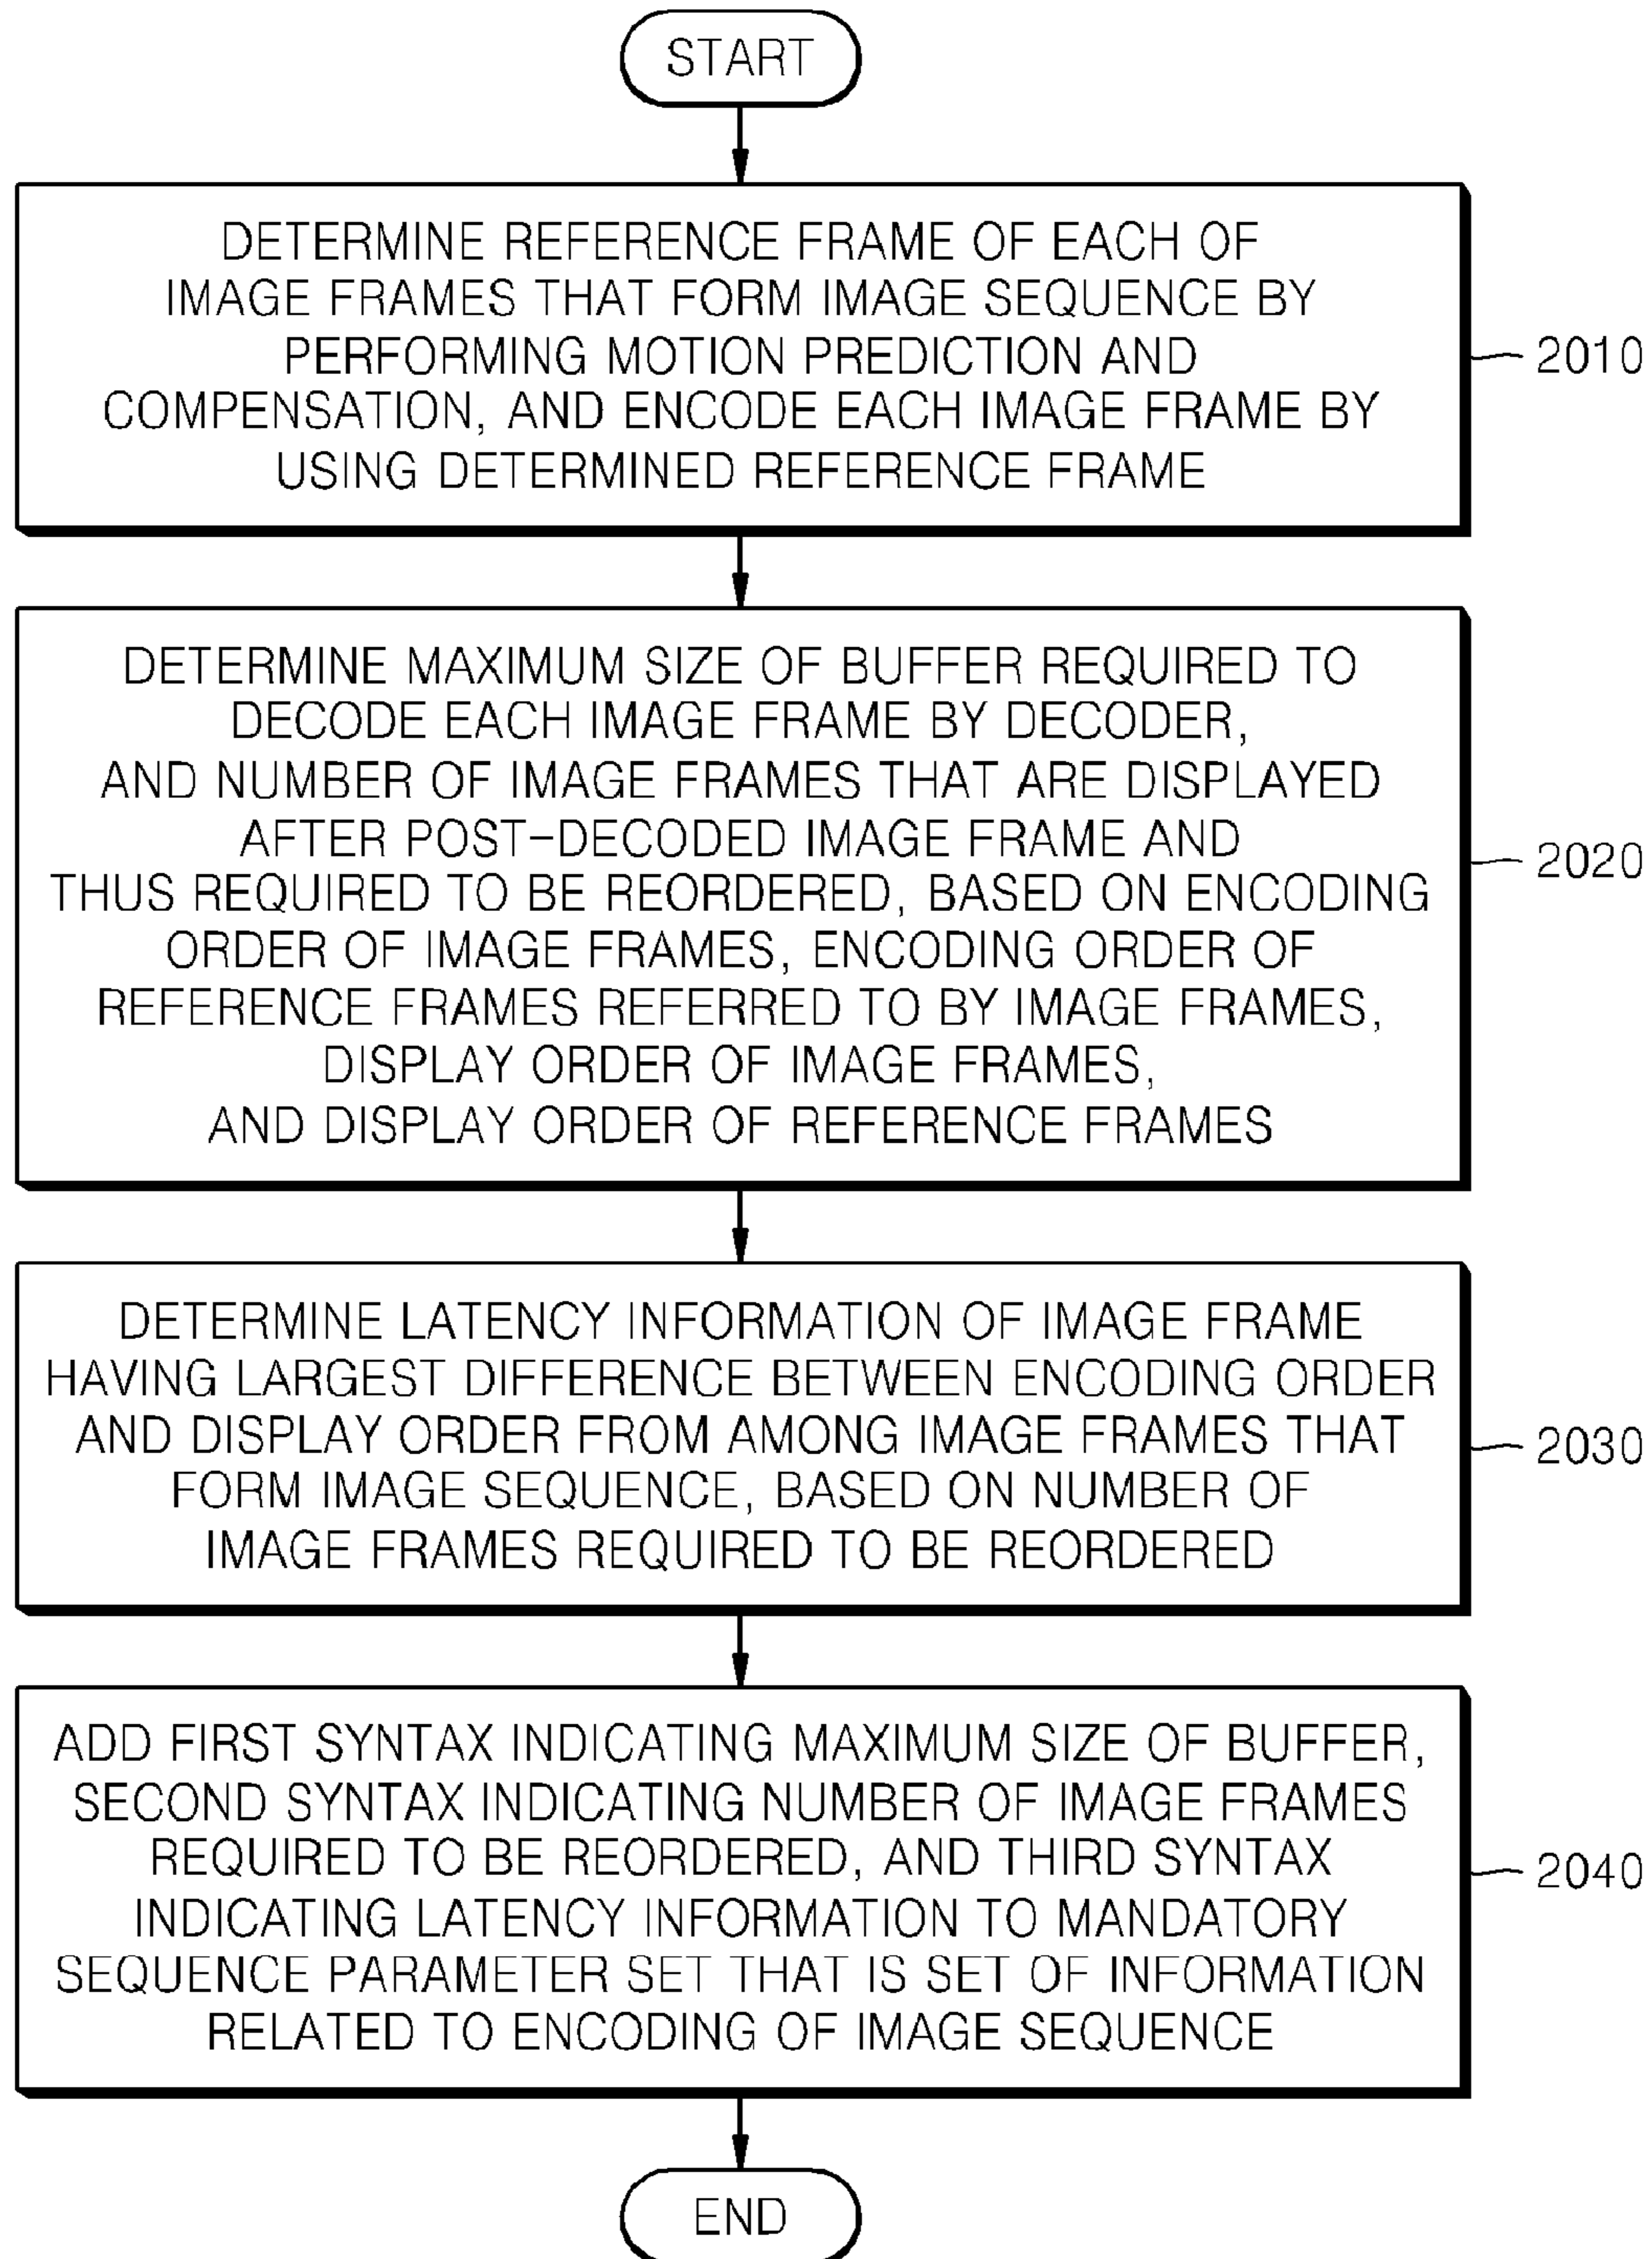 START
DETERMINE REFERENCE FRAME OF EACH OF
IMAGE FRAMES THAT FORM IMAGE SEQUENCE BY
PERFORMING MOTION PREDICTION AND
COMPENSATION, AND ENCODE EACH IMAGE FRAME BY
USING DETERMINED REFERENCE FRAME
2010
DETERMINE MAXIMUM SIZE OF BUFFER REQUIRED TO
DECODE EACH IMAGE FRAME BY DECODER,
AND NUMBER OF IMAGE FRAMES THAT ARE DISPLAYED
AFTER POST-DECODED IMAGE FRAME AND
THUS REQUIRED TO BE REORDERED, BASED ON ENCODING
ORDER OF IMAGE FRAMES, ENCODING ORDER OF
REFERENCE FRAMES REFERRED TO BY IMAGE FRAMES,
DISPLAY ORDER OF IMAGE FRAMES,
AND DISPLAY ORDER OF REFERENCE FRAMES
2020
DETERMINE LATENCY INFORMATION OF IMAGE FRAME
HAVING LARGEST DIFFERENCE BETWEEN ENCODING ORDER
AND DISPLAY ORDER FROM AMONG IMAGE FRAMES THAT
FORM IMAGE SEQUENCE, BASED ON NUMBER OF
IMAGE FRAMES REQUIRED TO BE REORDERED
2030
ADD FIRST SYNTAX INDICATING MAXIMUM SIZE OF BUFFER,
SECOND SYNTAX INDICATING NUMBER OF IMAGE FRAMES
REQUIRED TO BE REORDERED, AND THIRD SYNTAX
INDICATING LATENCY INFORMATION TO MANDATORY
SEQUENCE PARAMETER SET THAT IS SET OF INFORMATION
RELATED TO ENCODING OF IMAGE SEQUENCE
2040
END